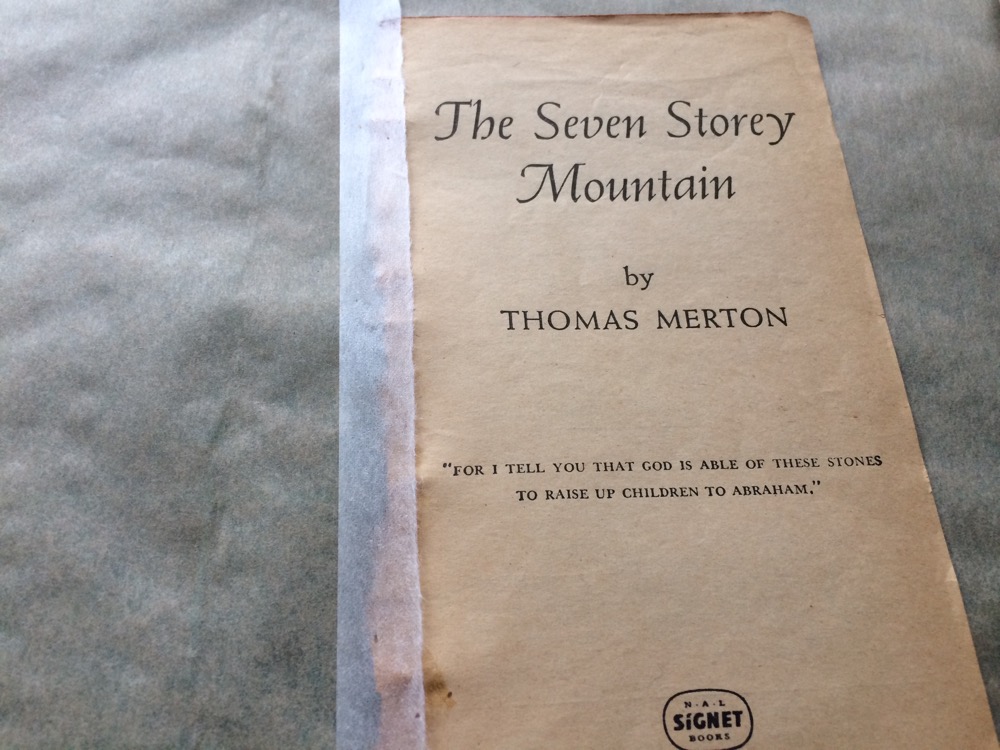 The Seven Storey
Mountain
by
THOMAS MERTON
"FOR I TELL YOU THAT GOD IS ABLE OF THESE STONES
TO RAISE UP CHILDREN TO ABRAHAM."
N·A·L
SiGNET
BOOKS